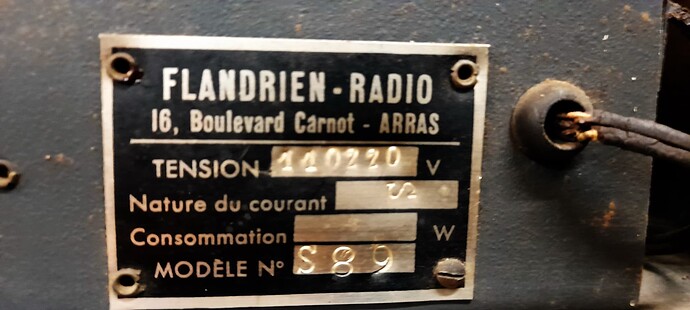 FLANDRIEN - RADIO
16, Boulevard Carnot - ARRAS
TENSION 110220 V
Nature du courant S
Consommation W
MODÈLE N° S89